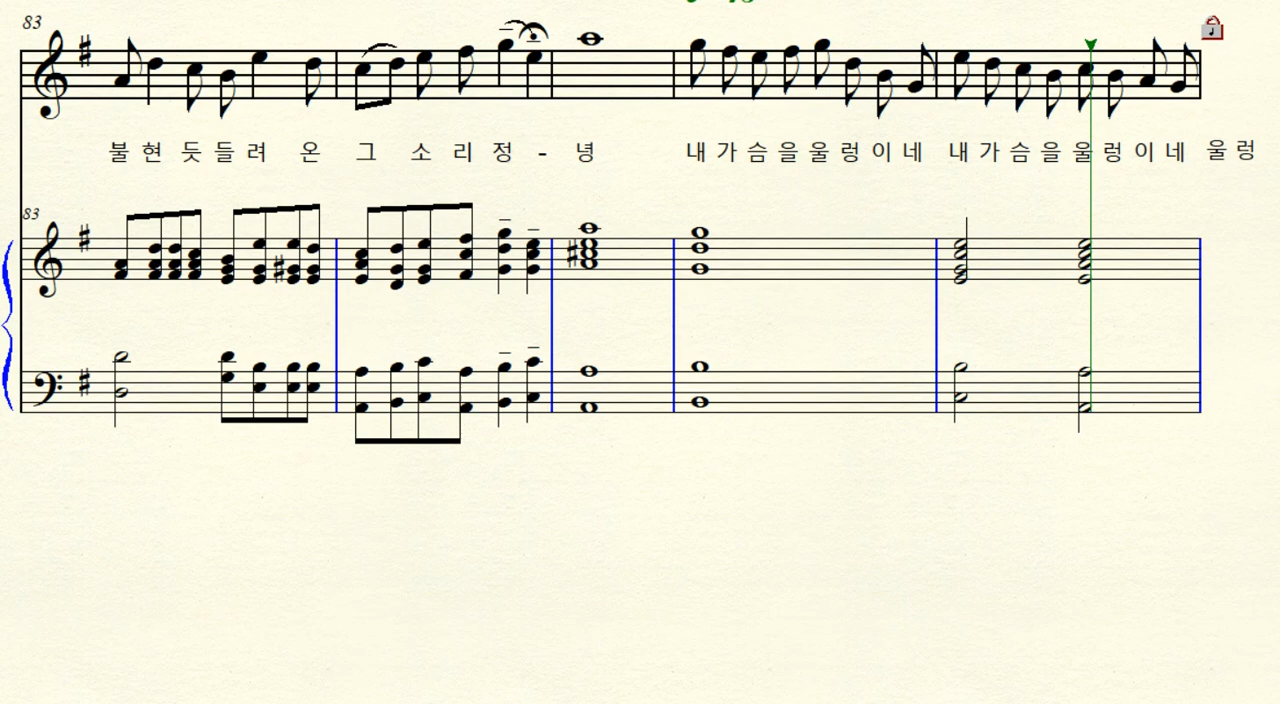 83
불 현 듯 들 려 온 그 소 리 정 - 녕 내 가 슴 을 울 렁 이 네 내 가 슴 을 울 렁 이 네 울 렁
83